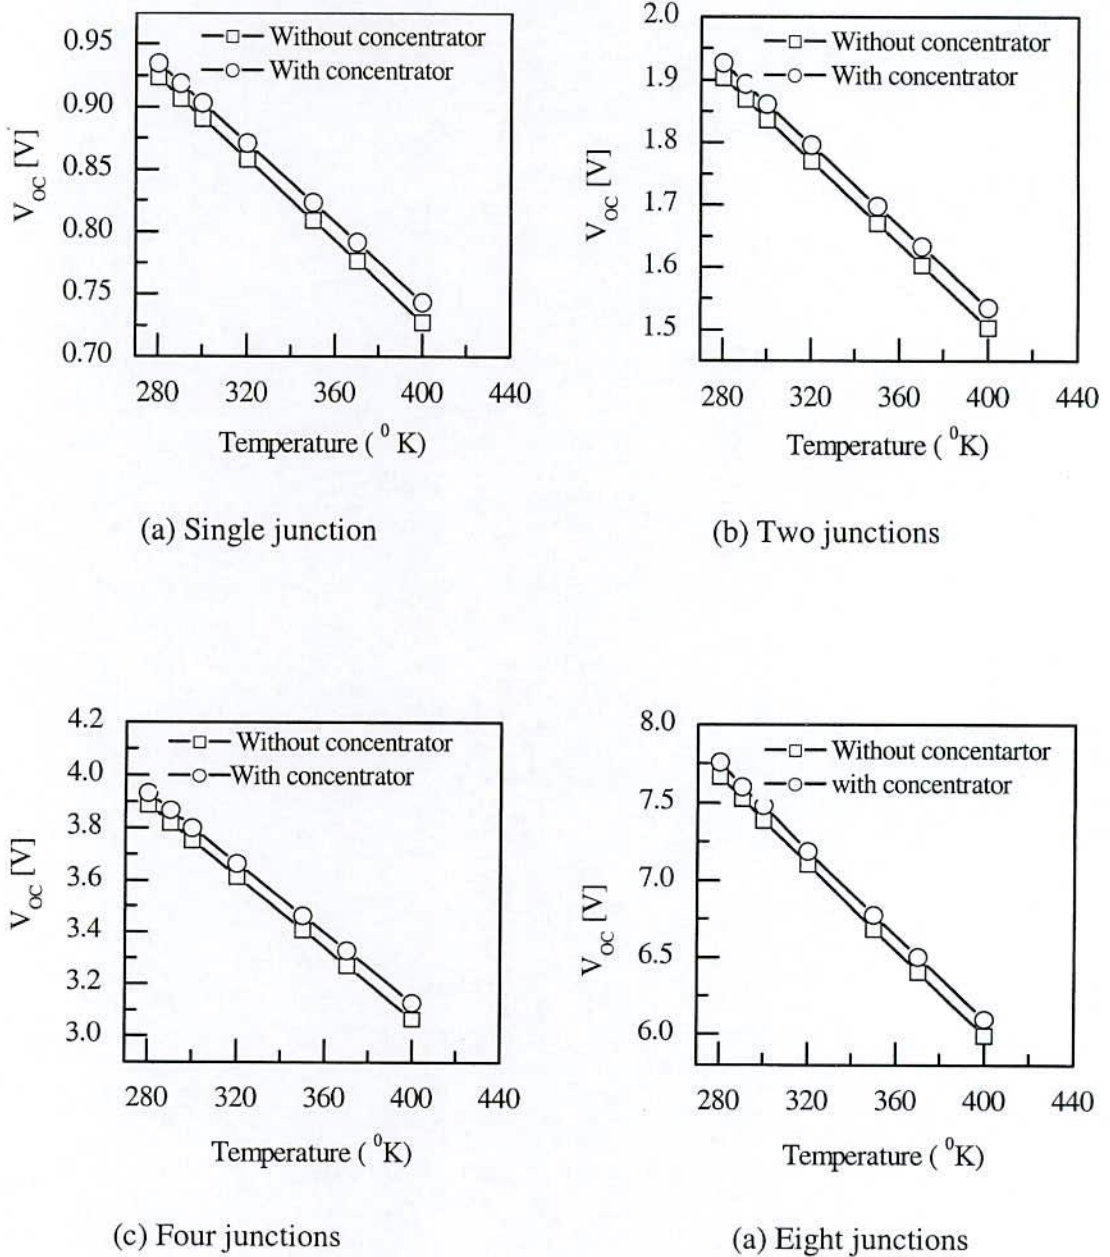 0.95
0.90
0.85
0.80
0.75
0.70
V_OC [V]
Without concentrator
With concentrator
280 320 360 400 440
Temperature ( ⁰ K)
(a) Single junction
2.0
1.9
1.8
1.7
1.6
1.5
V_OC [V]
Without concentrator
With concentrator
280 320 360 400 440
Temperature ( ⁰K)
(b) Two junctions
4.2
4.0
3.8
3.6
3.4
3.2
3.0
V_OC [V]
Without concentrator
With concentrator
280 320 360 400 440
Temperature ( ⁰K)
(c) Four junctions
8.0
7.5
7.0
6.5
6.0
V_OC [V]
Without concentartor
with concentrator
280 320 360 400 440
Temperature ( ⁰K)
(a) Eight junctions